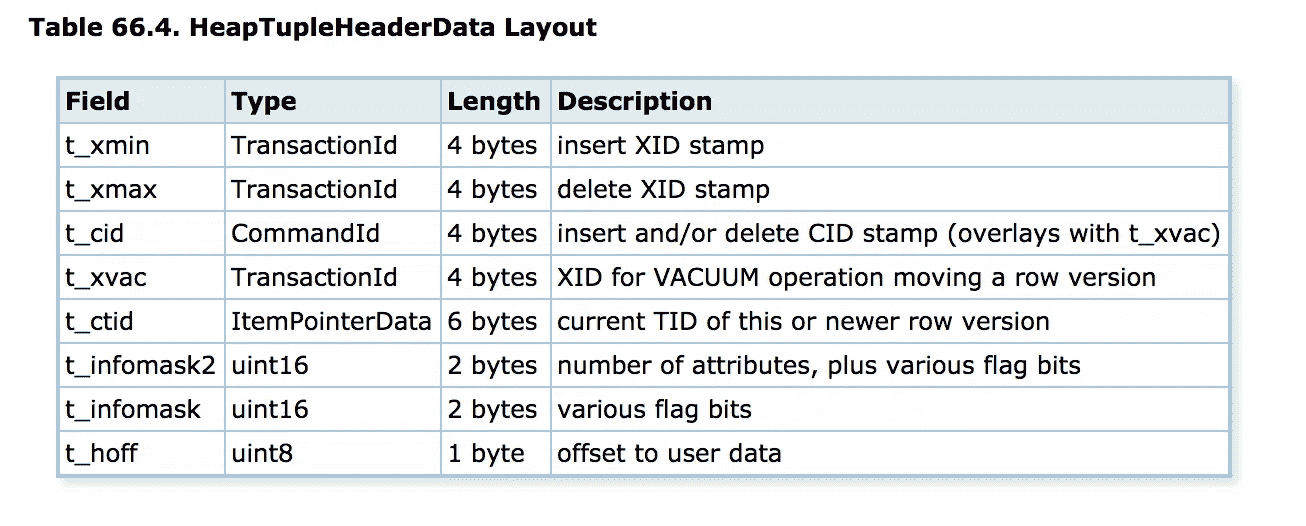 Table 66.4. HeapTupleHeaderData Layout
Field Type Length Description
t_xmin TransactionId 4 bytes insert XID stamp
t_xmax TransactionId 4 bytes delete XID stamp
t_cid CommandId 4 bytes insert and/or delete CID stamp (overlays with t_xvac)
t_xvac TransactionId 4 bytes XID for VACUUM operation moving a row version
t_ctid ItemPointerData 6 bytes current TID of this or newer row version
t_infomask2 uint16 2 bytes number of attributes, plus various flag bits
t_infomask uint16 2 bytes various flag bits
t_hoff uint8 1 byte offset to user data